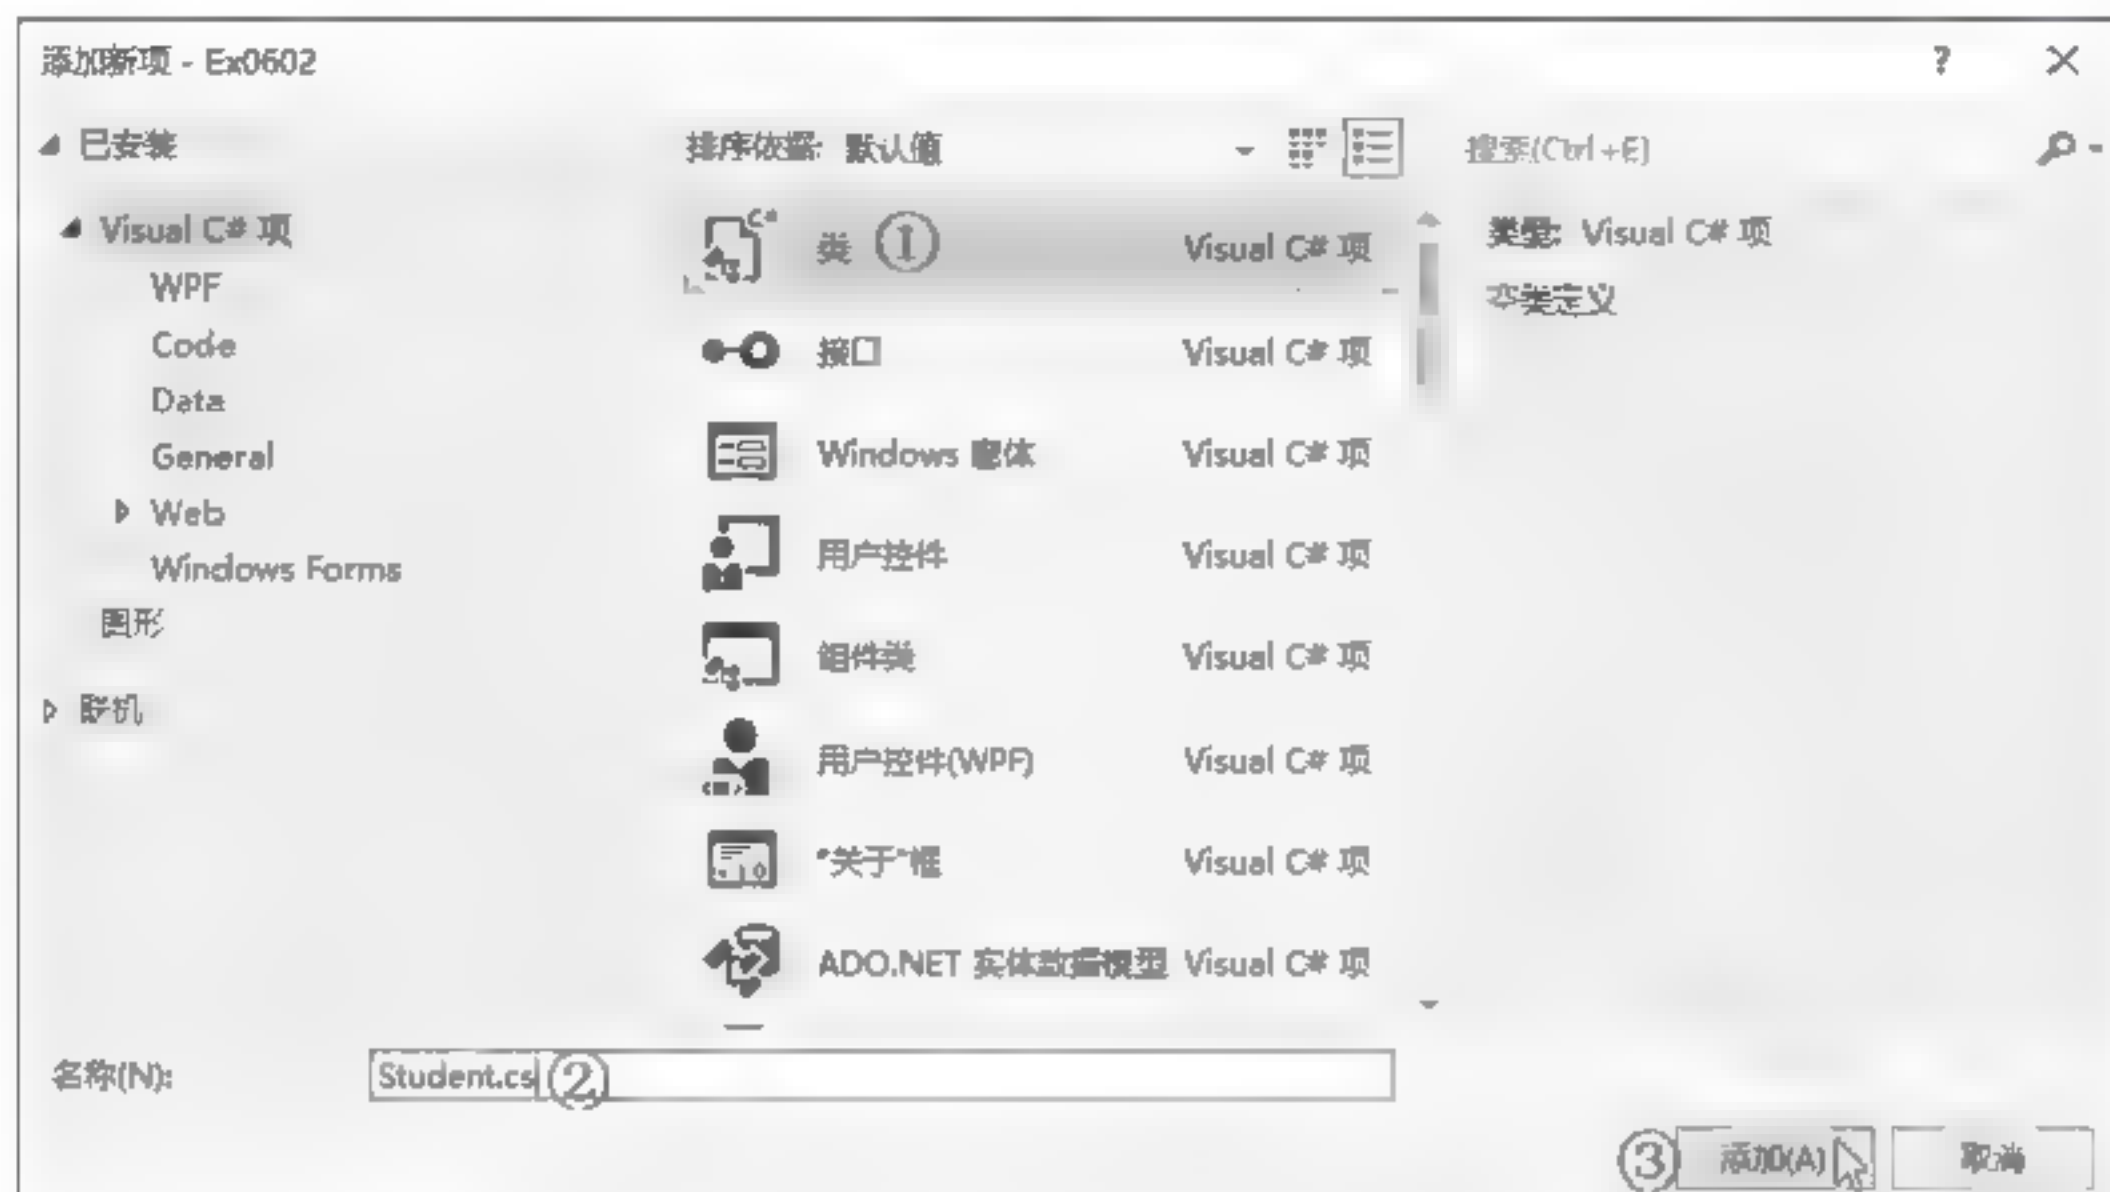 添加新项 - Ex0602
?
已安装
Visual C# 项
WPF
Code
Data
General
Web
Windows Forms
图形
联机
排序依据: 默认值
类 ① Visual C# 项
接口 Visual C# 项
Windows 窗体 Visual C# 项
用户控件 Visual C# 项
组件类 Visual C# 项
用户控件(WPF) Visual C# 项
"关于"框 Visual C# 项
ADO.NET 实体数据模型 Visual C# 项
搜索(Ctrl+E)
类型: Visual C# 项
空类定义
名称(N): Student.cs ②
③ 添加(A) 取消